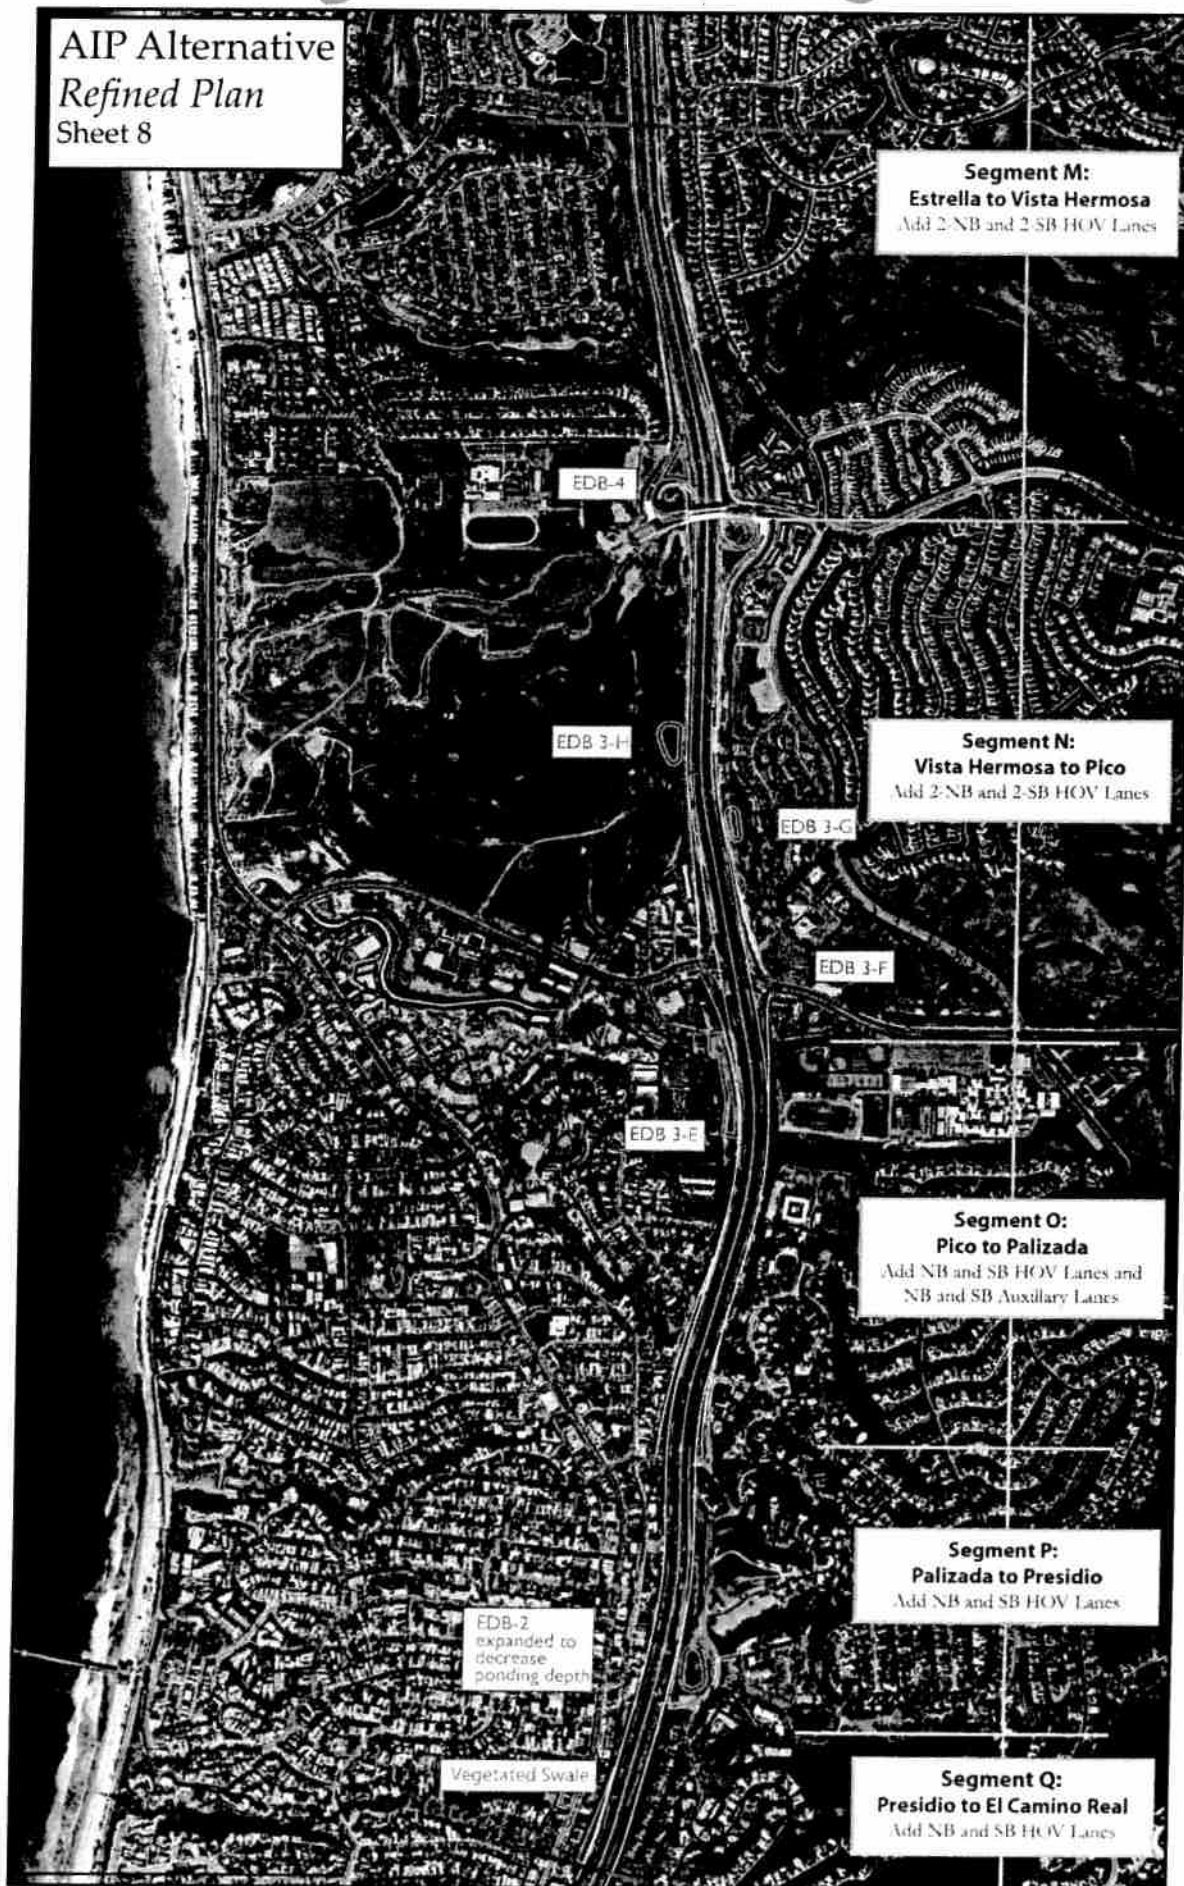 AIP Alternative
Refined Plan
Sheet 8
Segment M:
Estrella to Vista Hermosa
Add 2-NB and 2-SB HOV Lanes
EDB-4
EDB 3-H
Segment N:
Vista Hermosa to Pico
Add 2-NB and 2-SB HOV Lanes
EDB 3-G
EDB 3-F
EDB 3-E
Segment O:
Pico to Palizada
Add NB and SB HOV Lanes and
NB and SB Auxillary Lanes
Segment P:
Palizada to Presidio
Add NB and SB HOV Lanes
EDB-2
expanded to
decrease
ponding depth
Vegetated Swale
Segment Q:
Presidio to El Camino Real
Add NB and SB HOV Lanes